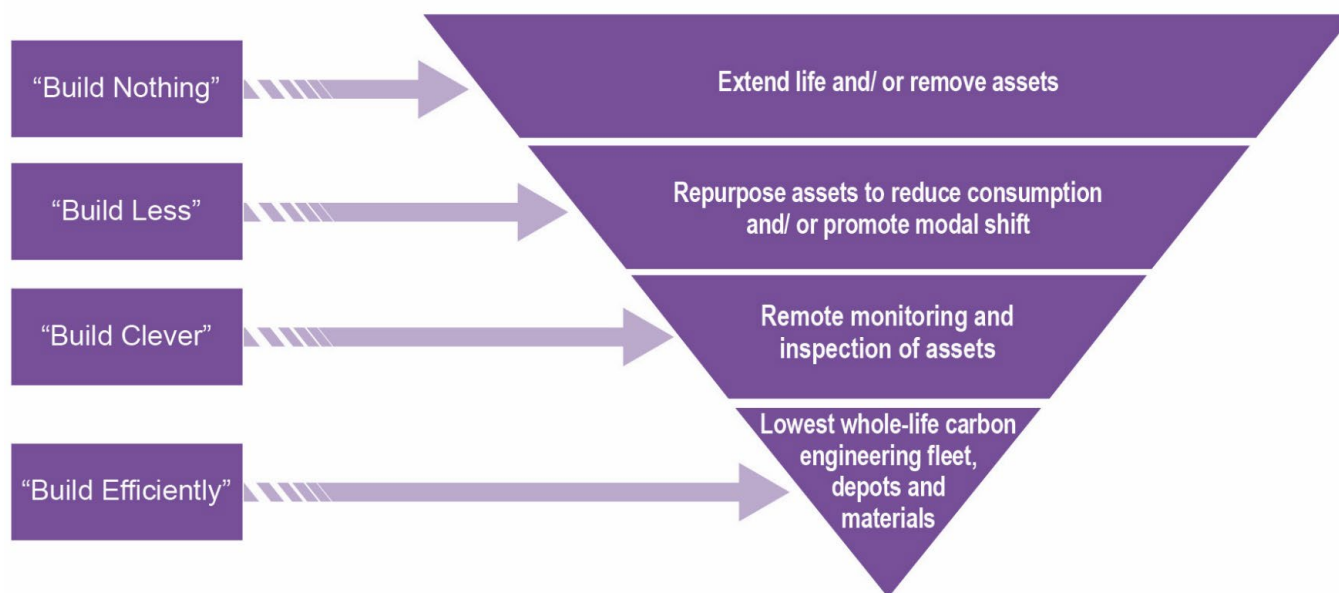 “Build Nothing”
Extend life and/ or remove assets
“Build Less”
Repurpose assets to reduce consumption
and/ or promote modal shift
“Build Clever”
Remote monitoring and
inspection of assets
“Build Efficiently”
Lowest whole-life carbon
engineering fleet,
depots and
materials